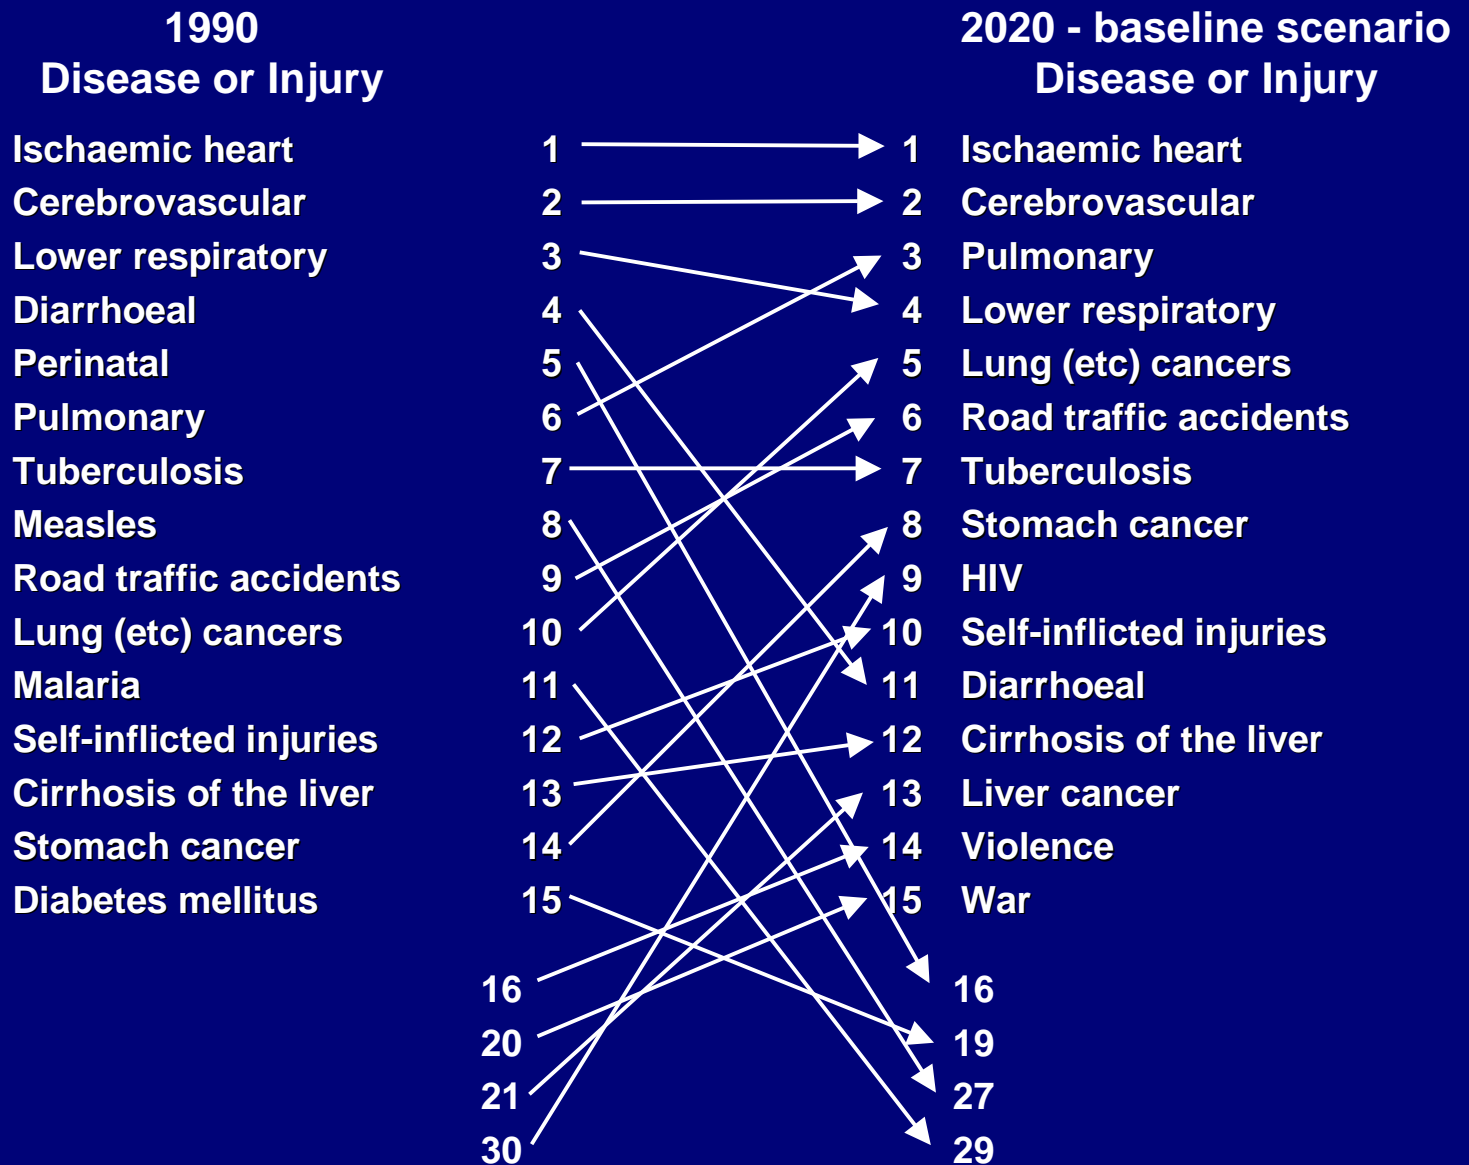 1990
Disease or Injury
2020 - baseline scenario
Disease or Injury
Ischaemic heart 1 1 Ischaemic heart
Cerebrovascular 2 2 Cerebrovascular
Lower respiratory 3 3 Pulmonary
Diarrhoeal 4 4 Lower respiratory
Perinatal 5 5 Lung (etc) cancers
Pulmonary 6 6 Road traffic accidents
Tuberculosis 7 7 Tuberculosis
Measles 8 8 Stomach cancer
Road traffic accidents 9 9 HIV
Lung (etc) cancers 10 10 Self-inflicted injuries
Malaria 11 11 Diarrhoeal
Self-inflicted injuries 12 12 Cirrhosis of the liver
Cirrhosis of the liver 13 13 Liver cancer
Stomach cancer 14 14 Violence
Diabetes mellitus 15 15 War
16 16
20 19
21 27
30 29